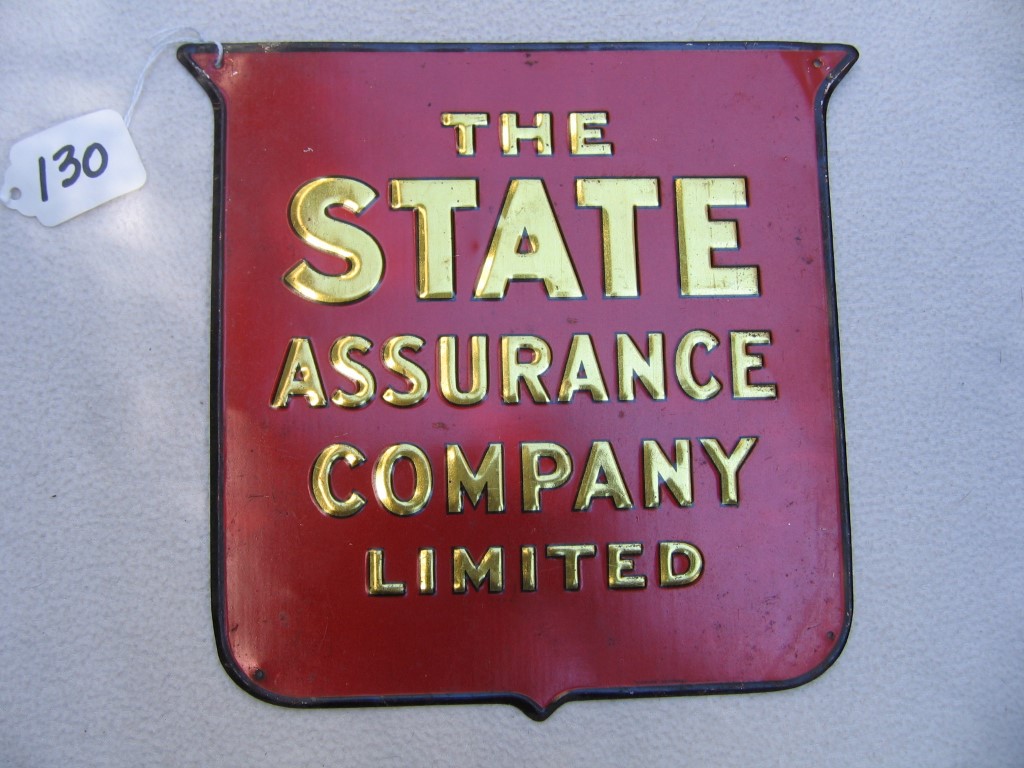 130
THE
STATE
ASSURANCE
COMPANY
LIMITED